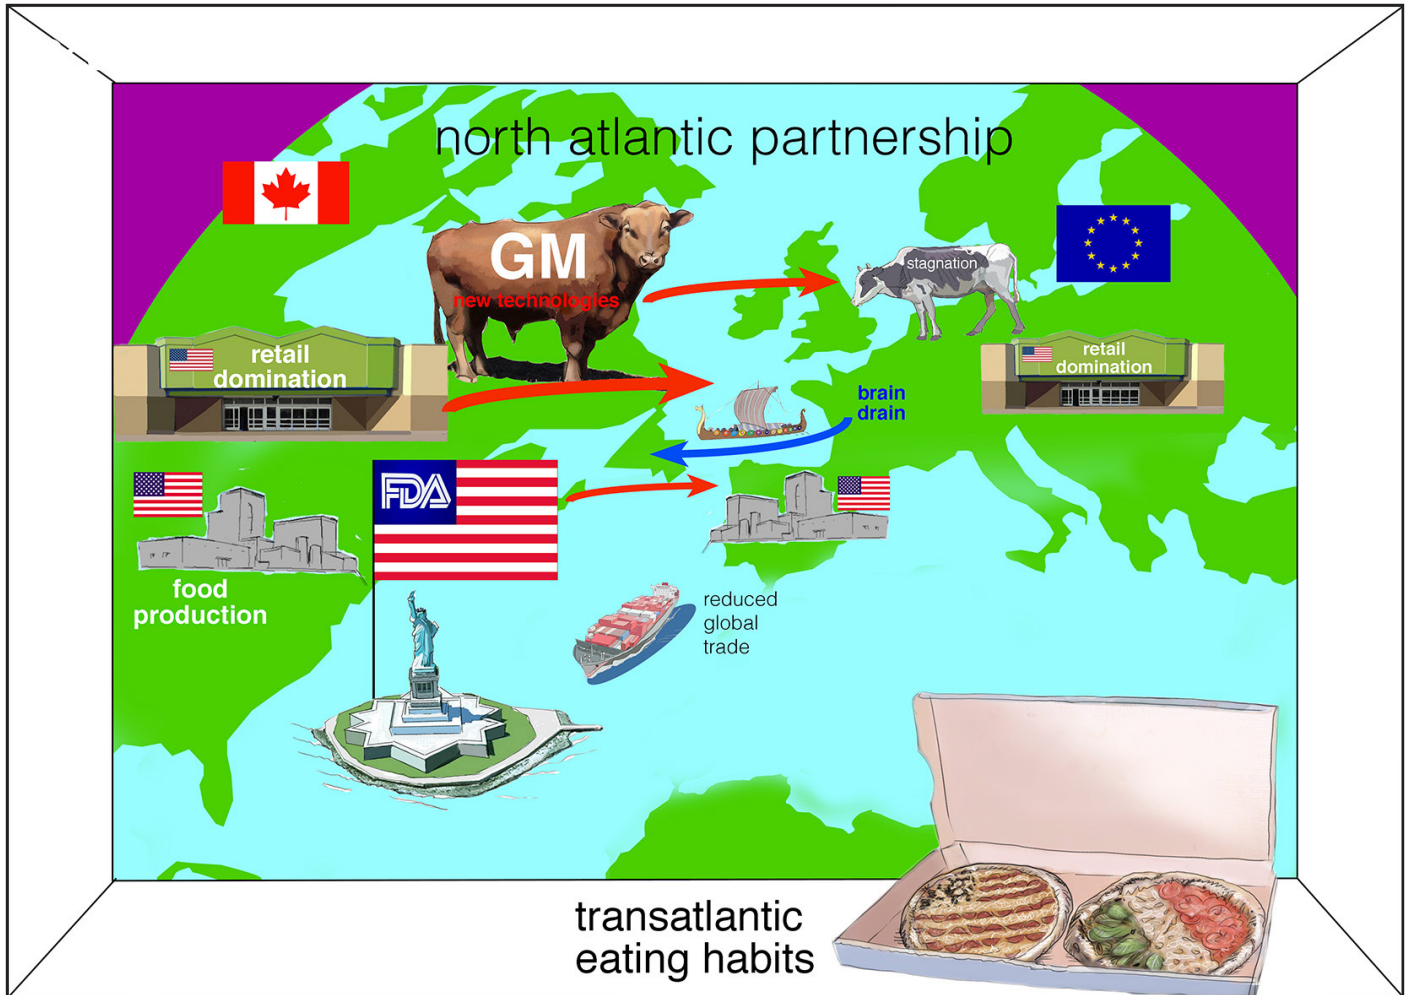 north atlantic partnership
GM
new technologies
stagnation
retail
domination
retail
domination
brain
drain
FDA
food
production
reduced
global
trade
transatlantic
eating habits